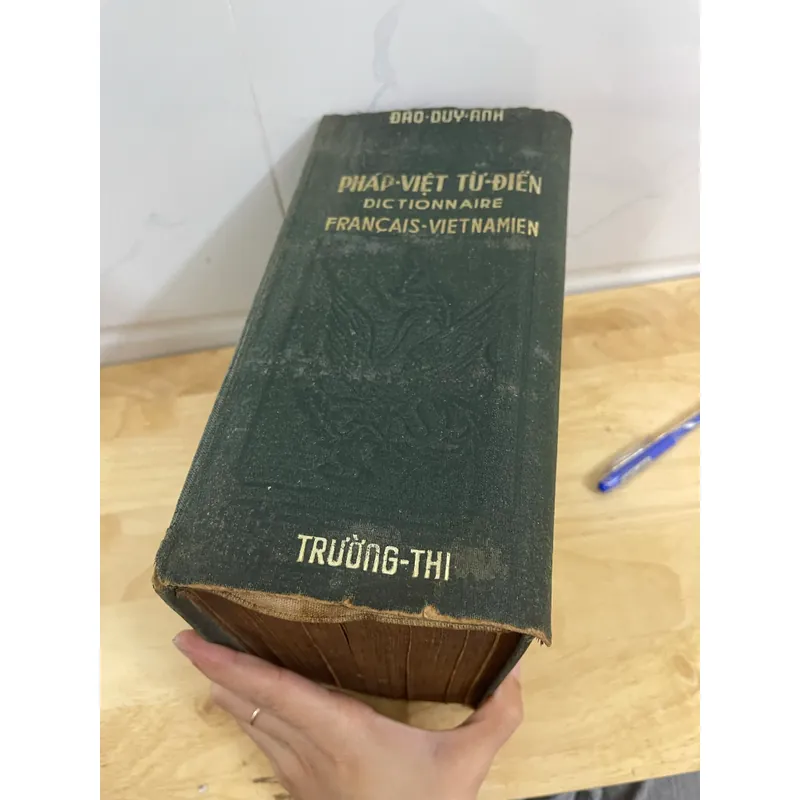 ĐÀO·DUY·ANH
PHÁP·VIỆT TỪ-ĐIỂN
DICTIONNAIRE
FRANÇAIS-VIETNAMIEN
TRƯỜNG-THI